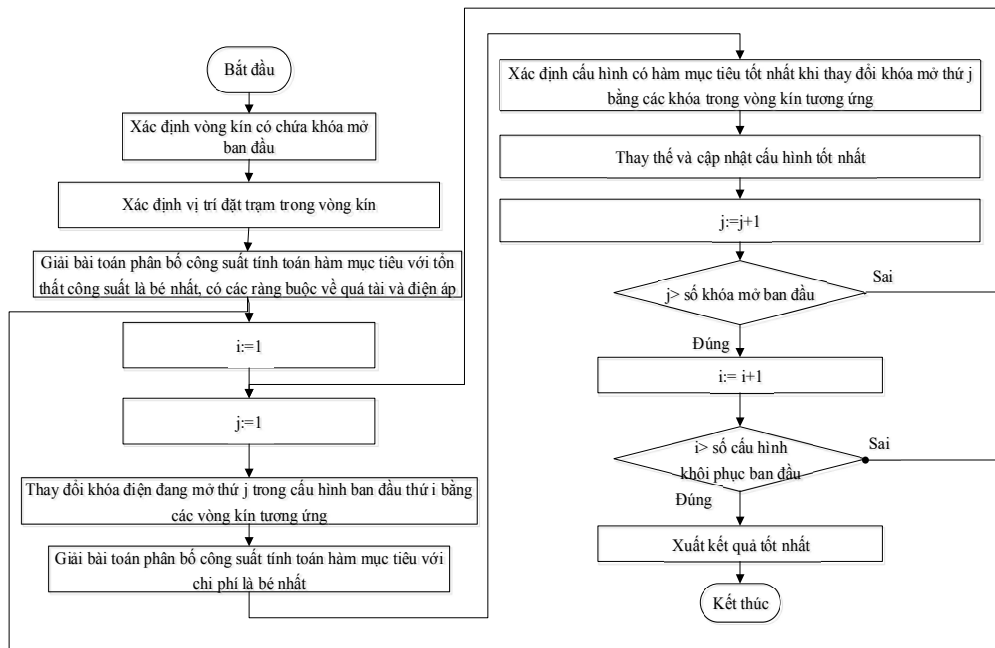 Bắt đầu
Xác định vòng kín có chứa khóa mở
ban đầu
Xác định vị trí đặt trạm trong vòng kín
Giải bài toán phân bố công suất tính toán hàm mục tiêu với tổn
thất công suất là bé nhất, có các ràng buộc về quá tải và điện áp
i:=1
j:=1
Thay đổi khóa điện đang mở thứ j trong cấu hình ban đầu thứ i bằng
các vòng kín tương ứng
Giải bài toán phân bố công suất tính toán hàm mục tiêu với
chi phí là bé nhất
Xác định cấu hình có hàm mục tiêu tốt nhất khi thay đổi khóa mở thứ j
bằng các khóa trong vòng kín tương ứng
Thay thế và cập nhật cấu hình tốt nhất
j:=j+1
j> số khóa mở ban đầu
Sai
Đúng
i:= i+1
i> số cấu hình
khôi phục ban đầu
Sai
Đúng
Xuất kết quả tốt nhất
Kết thúc